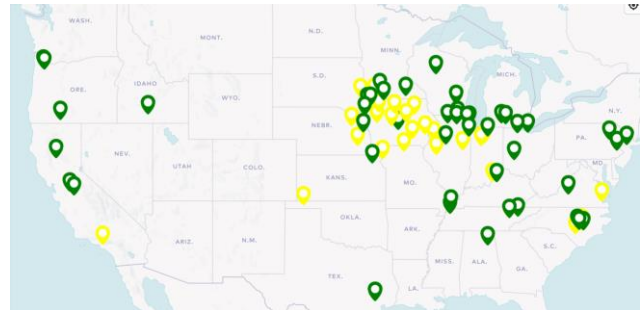 WASH.
MONT.
N.D.
MINN.
ORE.
IDAHO
S.D.
WYO.
MICH.
N.Y.
NEBR.
PA.
NEV.
UTAH
COLO.
KANS.
MO.
MD.
OKLA.
ARK.
ARIZ.
N.M.
S.C.
MISS.
ALA.
GA.
TEX.
LA.